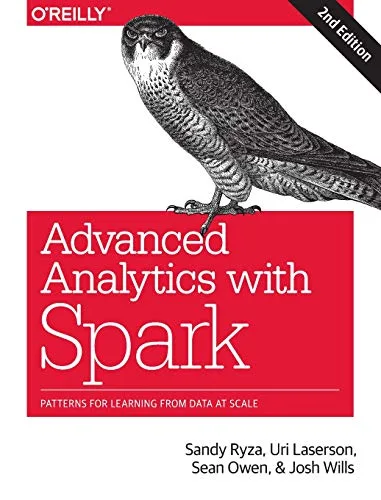 O'REILLY®
2nd Edition
Advanced
Analytics with
Spark
PATTERNS FOR LEARNING FROM DATA AT SCALE
Sandy Ryza, Uri Laserson,
Sean Owen, & Josh Wills